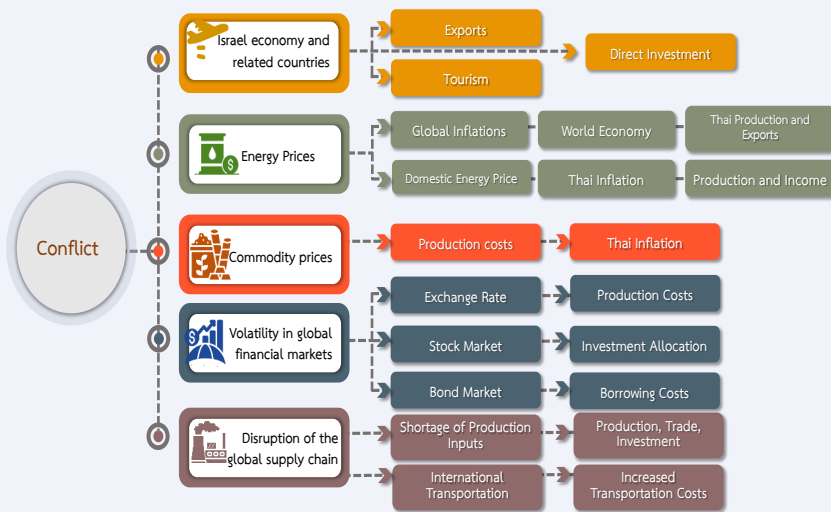 Conflict
Israel economy and
related countries
Exports
Direct Investment
Tourism
Energy Prices
Global Inflations
World Economy
Thai Production and
Exports
Domestic Energy Price
Thai Inflation
Production and Income
Commodity prices
Production costs
Thai Inflation
Volatility in global
financial markets
Exchange Rate
Production Costs
Stock Market
Investment Allocation
Bond Market
Borrowing Costs
Disruption of the
global supply chain
Shortage of Production
Inputs
Production, Trade,
Investment
International
Transportation
Increased
Transportation Costs